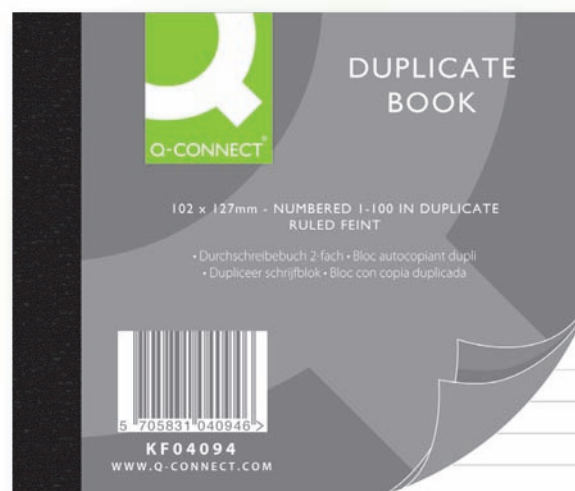 Q-CONNECT®
DUPLICATE
BOOK
102 x 127mm - NUMBERED 1-100 IN DUPLICATE
RULED FEINT
• Durchschreibebuch 2-fach • Bloc autocopiant dupli
• Dupliceer schrijfblok • Bloc con copia duplicada
5 705831 040946 >
KF04094
WWW.Q-CONNECT.COM